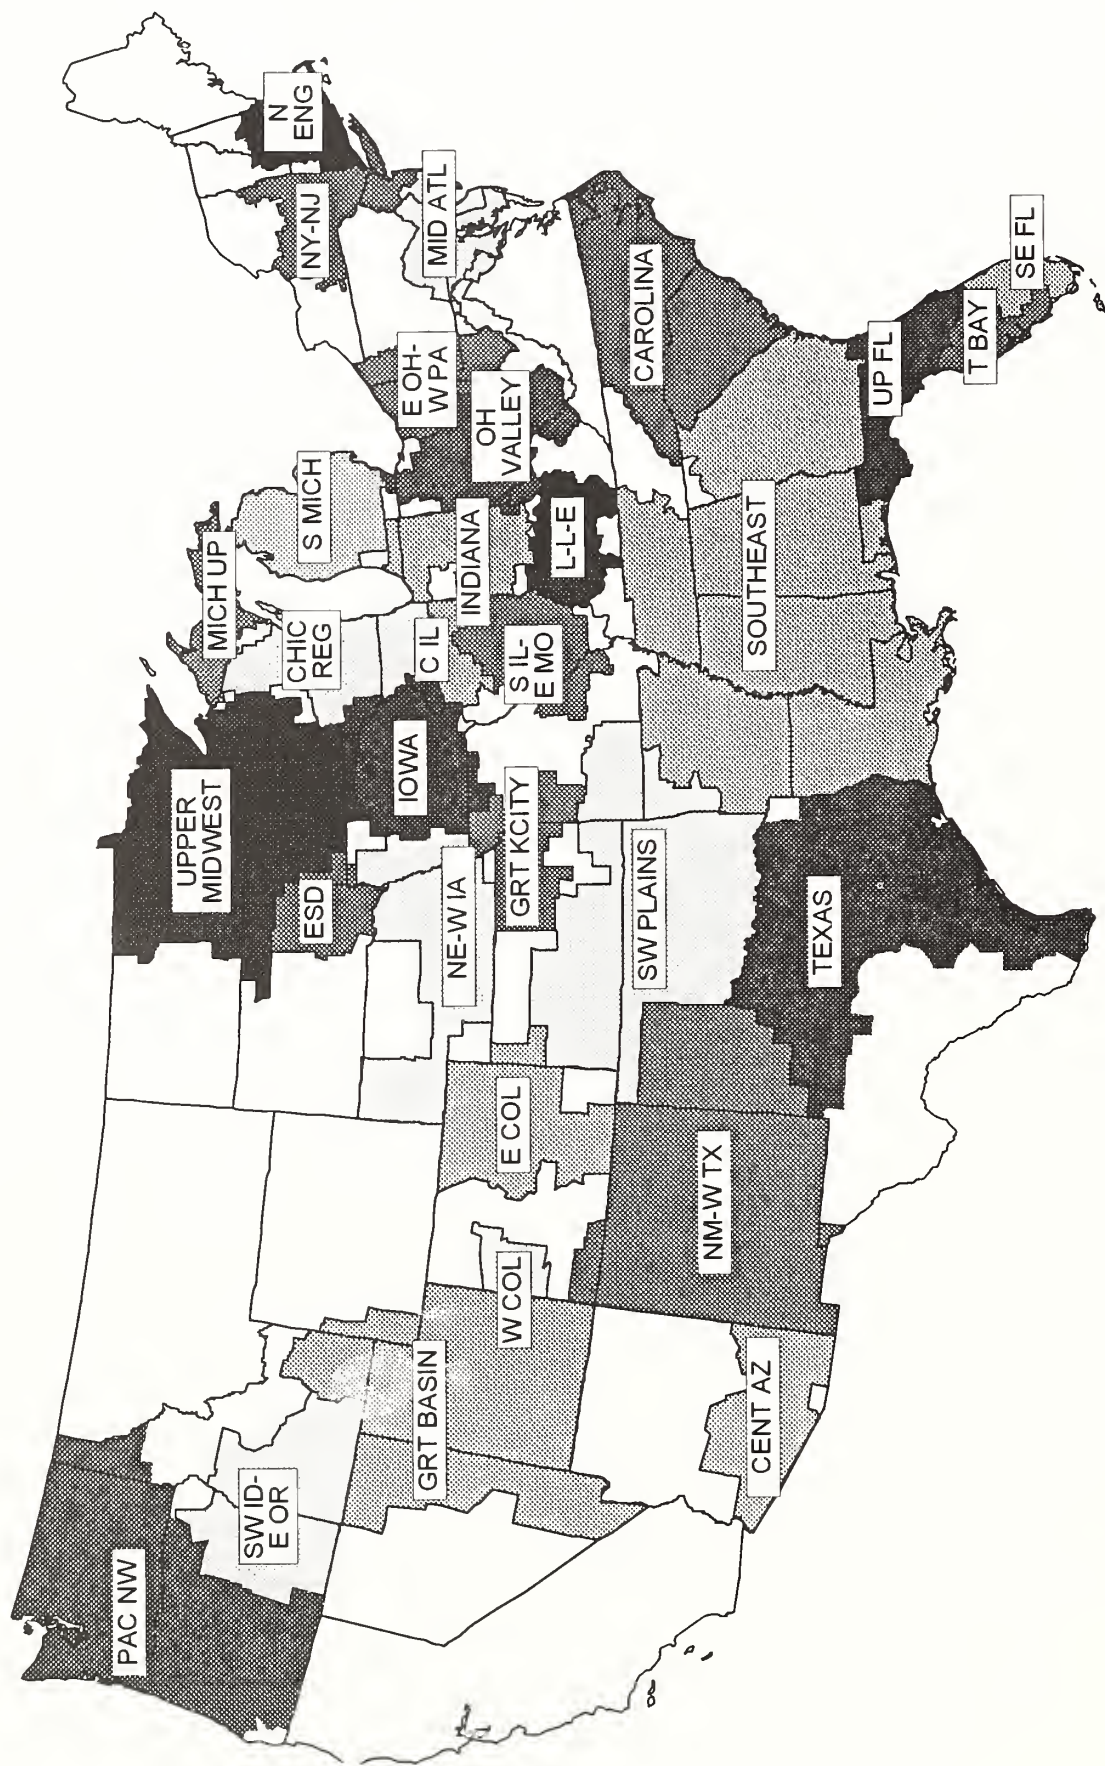 PAC NW
SW ID-
E OR
GRT BASIN
W COL
CENT AZ
NM-W TX
E COL
NE-W IA
SW PLAINS
TEXAS
UPPER
MIDWEST
ESD
IOWA
GRT KCITY
MICH UP
CHIC
REG
C IL
S IL-
E MO
S MICH
INDIANA
L-L-E
SOUTHEAST
E OH-
W PA
OH
VALLEY
CAROLINA
UP FL
T BAY
SE FL
N
ENG
NY-NJ
MID ATL